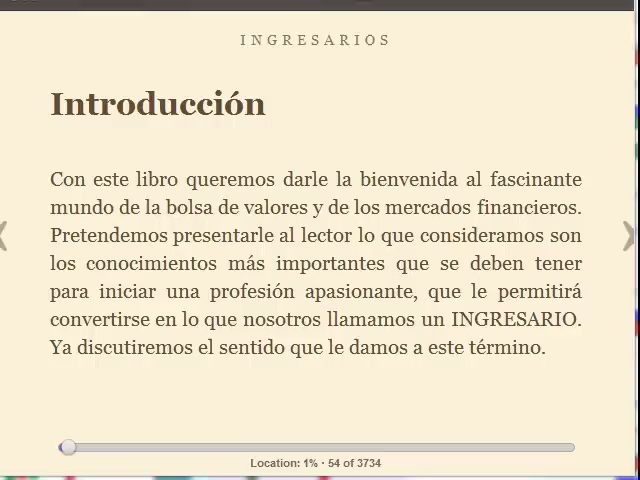 INGRESARIOS
Introducción
Con este libro queremos darle la bienvenida al fascinante
mundo de la bolsa de valores y de los mercados financieros.
Pretendemos presentarle al lector lo que consideramos son
los conocimientos más importantes que se deben tener
para iniciar una profesión apasionante, que le permitirá
convertirse en lo que nosotros llamamos un INGRESARIO.
Ya discutiremos el sentido que le damos a este término.
Location: 1% · 54 of 3734